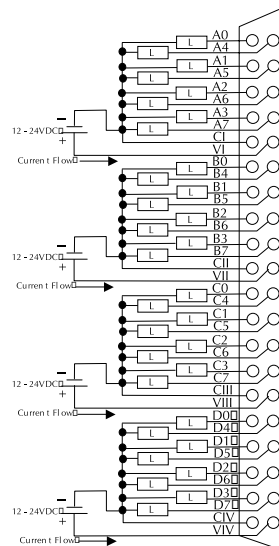 L A0
L A4
L A1
L A5
L A2
L A6
L A3
L A7
CI
VI
−
12-24VDC
+
Current Flow
L B0
L B4
L B1
L B5
L B2
L B6
L B3
L B7
CII
VII
−
12-24VDC
+
Current Flow
L C0
L C4
L C1
L C5
L C2
L C6
L C3
L C7
CIII
VIII
−
12-24VDC
+
Current Flow
L D0
L D4
L D1
L D5
L D2
L D6
L D3
L D7
CIV
VIV
−
12-24VDC
+
Current Flow